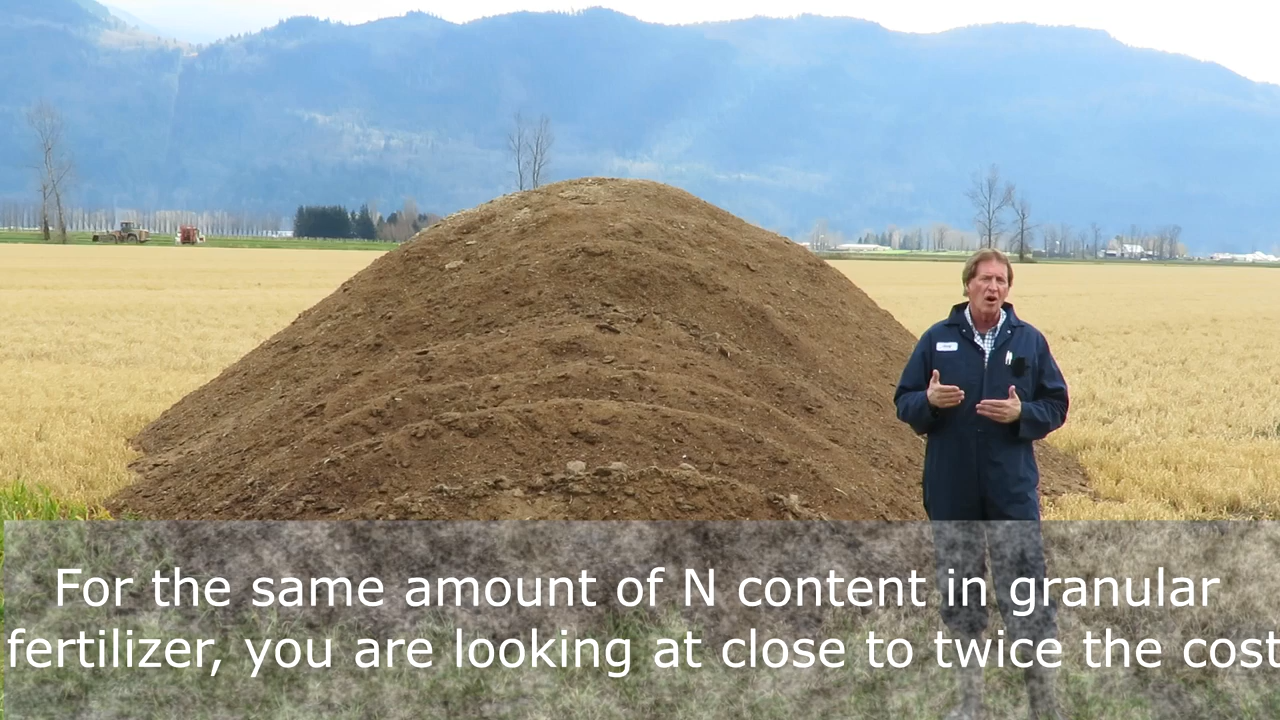 For the same amount of N content in granular
fertilizer, you are looking at close to twice the cost